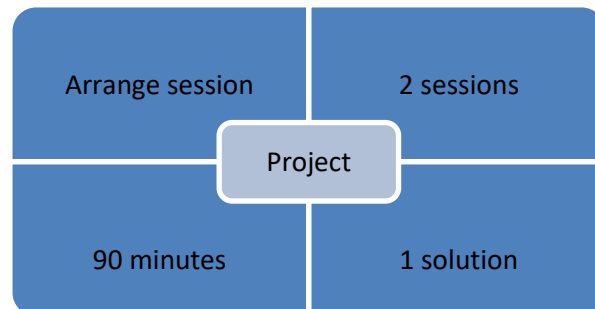 Arrange session
2 sessions
Project
90 minutes
1 solution